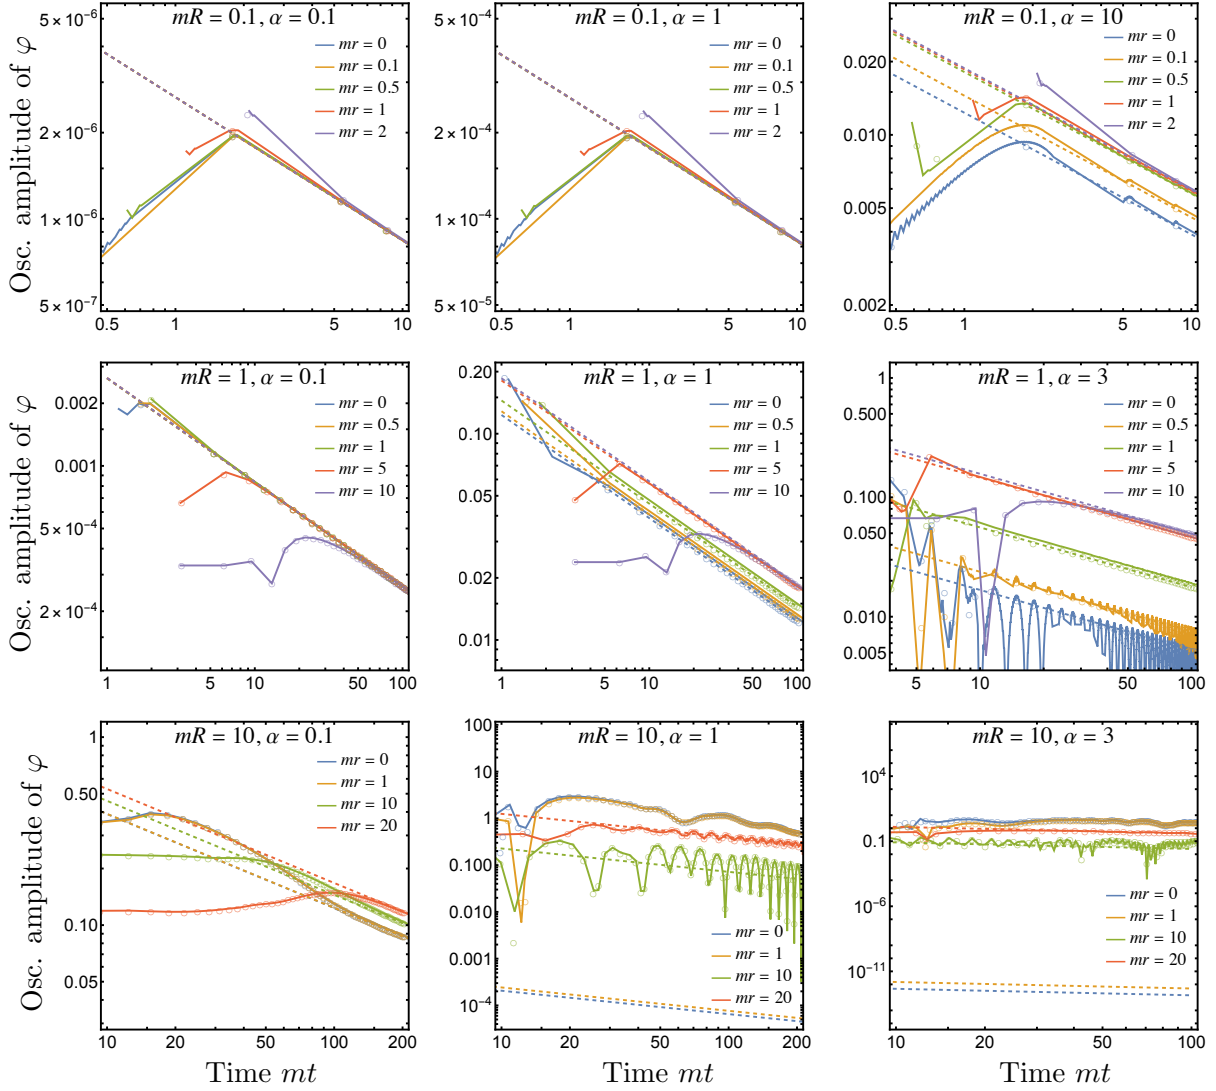 Osc. amplitude of φ
mR = 0.1, α = 0.1
5 × 10⁻⁶
2 × 10⁻⁶
1 × 10⁻⁶
5 × 10⁻⁷
mr = 0
mr = 0.1
mr = 0.5
mr = 1
mr = 2
0.5 1 5 10
mR = 0.1, α = 1
5 × 10⁻⁴
2 × 10⁻⁴
1 × 10⁻⁴
5 × 10⁻⁵
mr = 0
mr = 0.1
mr = 0.5
mr = 1
mr = 2
0.5 1 5 10
mR = 0.1, α = 10
0.020
0.010
0.005
0.002
mr = 0
mr = 0.1
mr = 0.5
mr = 1
mr = 2
0.5 1 5 10
Osc. amplitude of φ
mR = 1, α = 0.1
0.002
0.001
5 × 10⁻⁴
2 × 10⁻⁴
mr = 0
mr = 0.5
mr = 1
mr = 5
mr = 10
1 5 10 50 100
mR = 1, α = 1
0.20
0.10
0.05
0.02
0.01
mr = 0
mr = 0.5
mr = 1
mr = 5
mr = 10
1 5 10 50 100
mR = 1, α = 3
1
0.500
0.100
0.050
0.010
0.005
mr = 0
mr = 0.5
mr = 1
mr = 5
mr = 10
5 10 50 100
Osc. amplitude of φ
mR = 10, α = 0.1
1
0.50
0.10
0.05
mr = 0
mr = 1
mr = 10
mr = 20
10 20 50 100 200
Time mt
mR = 10, α = 1
100
10
1
0.100
0.010
0.001
10⁻⁴
mr = 0
mr = 1
mr = 10
mr = 20
10 20 50 100 200
Time mt
mR = 10, α = 3
10⁴
0.1
10⁻⁶
10⁻¹¹
mr = 0
mr = 1
mr = 10
mr = 20
10 20 50 100
Time mt